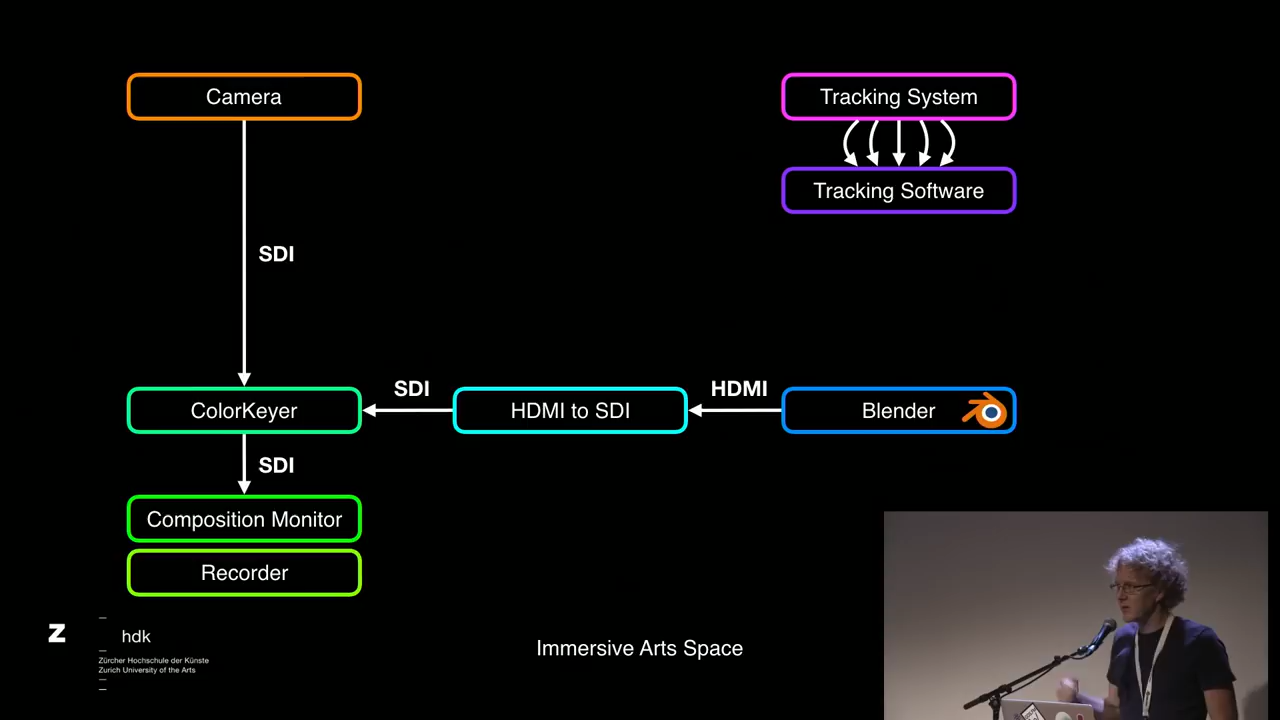 Camera
Tracking System
Tracking Software
SDI
SDI
HDMI
ColorKeyer
HDMI to SDI
Blender
SDI
Composition Monitor
Recorder
Z
hdk
Zürcher Hochschule der Künste
Zurich University of the Arts
Immersive Arts Space